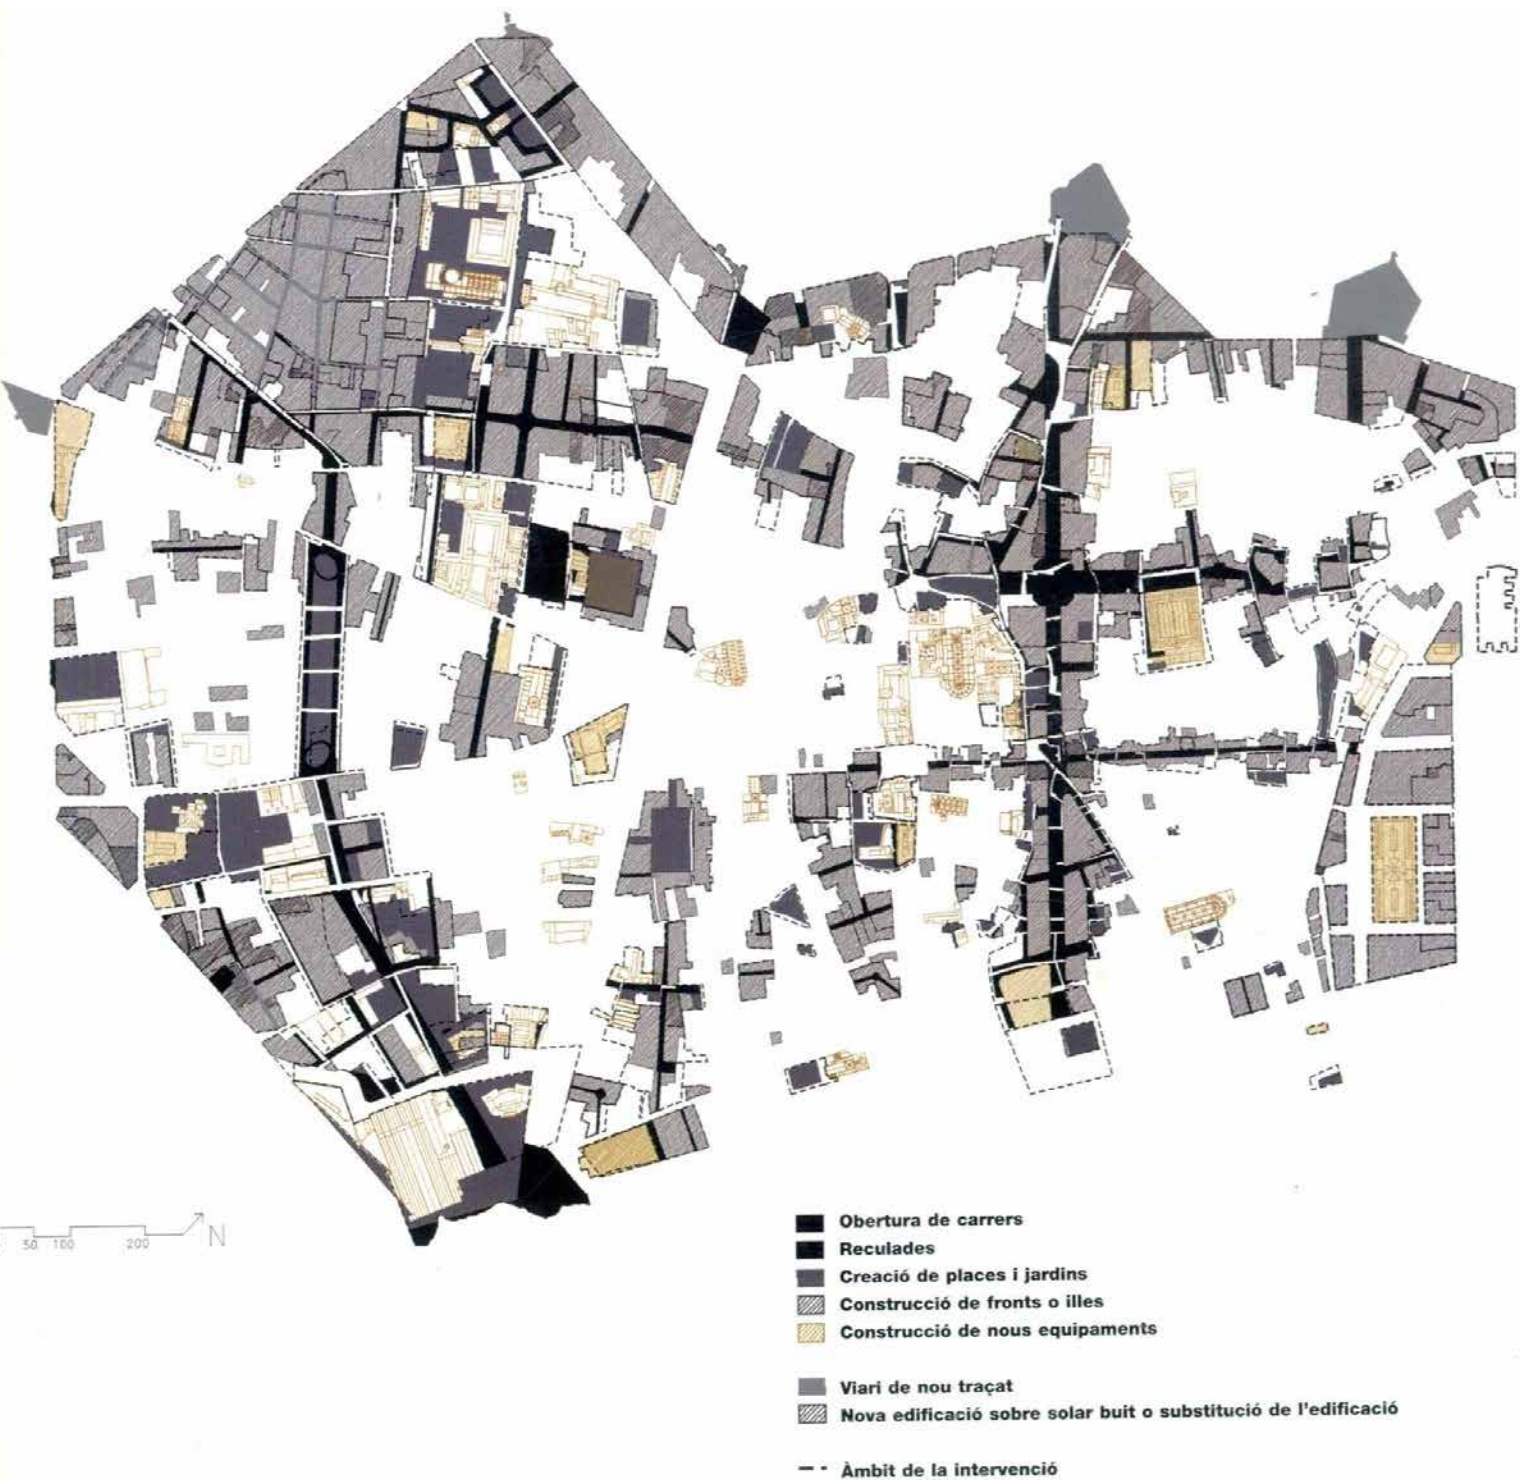 50 100 200 N
Obertura de carrers
Reculades
Creació de places i jardins
Construcció de fronts o illes
Construcció de nous equipaments
Viari de nou traçat
Nova edificació sobre solar buit o substitució de l'edificació
Àmbit de la intervenció